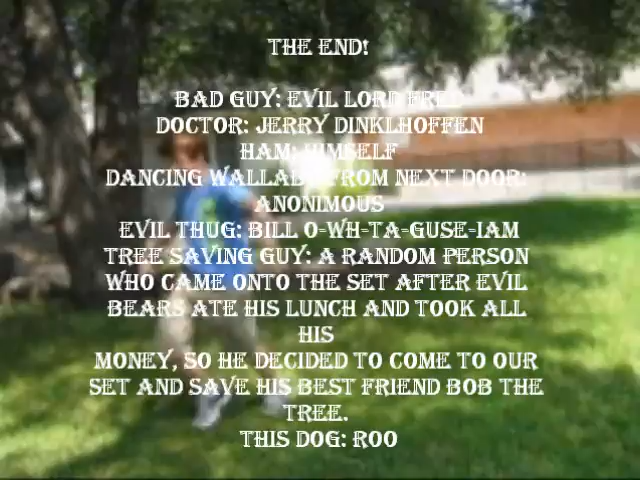 THE END!
BAD GUY: EVIL LORD FRED
DOCTOR: JERRY DINKLHOFFEN
HAM: HIMSELF
DANCING WALLABY FROM NEXT DOOR:
ANONIMOUS
EVIL THUG: BILL O-WH-TA-GUSE-IAM
TREE SAVING GUY: A RANDOM PERSON
WHO CAME ONTO THE SET AFTER EVIL
BEARS ATE HIS LUNCH AND TOOK ALL
HIS
MONEY, SO HE DECIDED TO COME TO OUR
SET AND SAVE HIS BEST FRIEND BOB THE
TREE.
THIS DOG: ROO